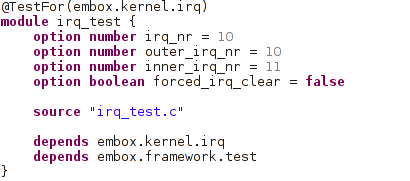 @TestFor(embox.kernel.irq)
module irq_test {
    option number irq_nr = 10
    option number outer_irq_nr = 10
    option number inner_irq_nr = 11
    option boolean forced_irq_clear = false

    source "irq_test.c"

    depends embox.kernel.irq
    depends embox.framework.test
}